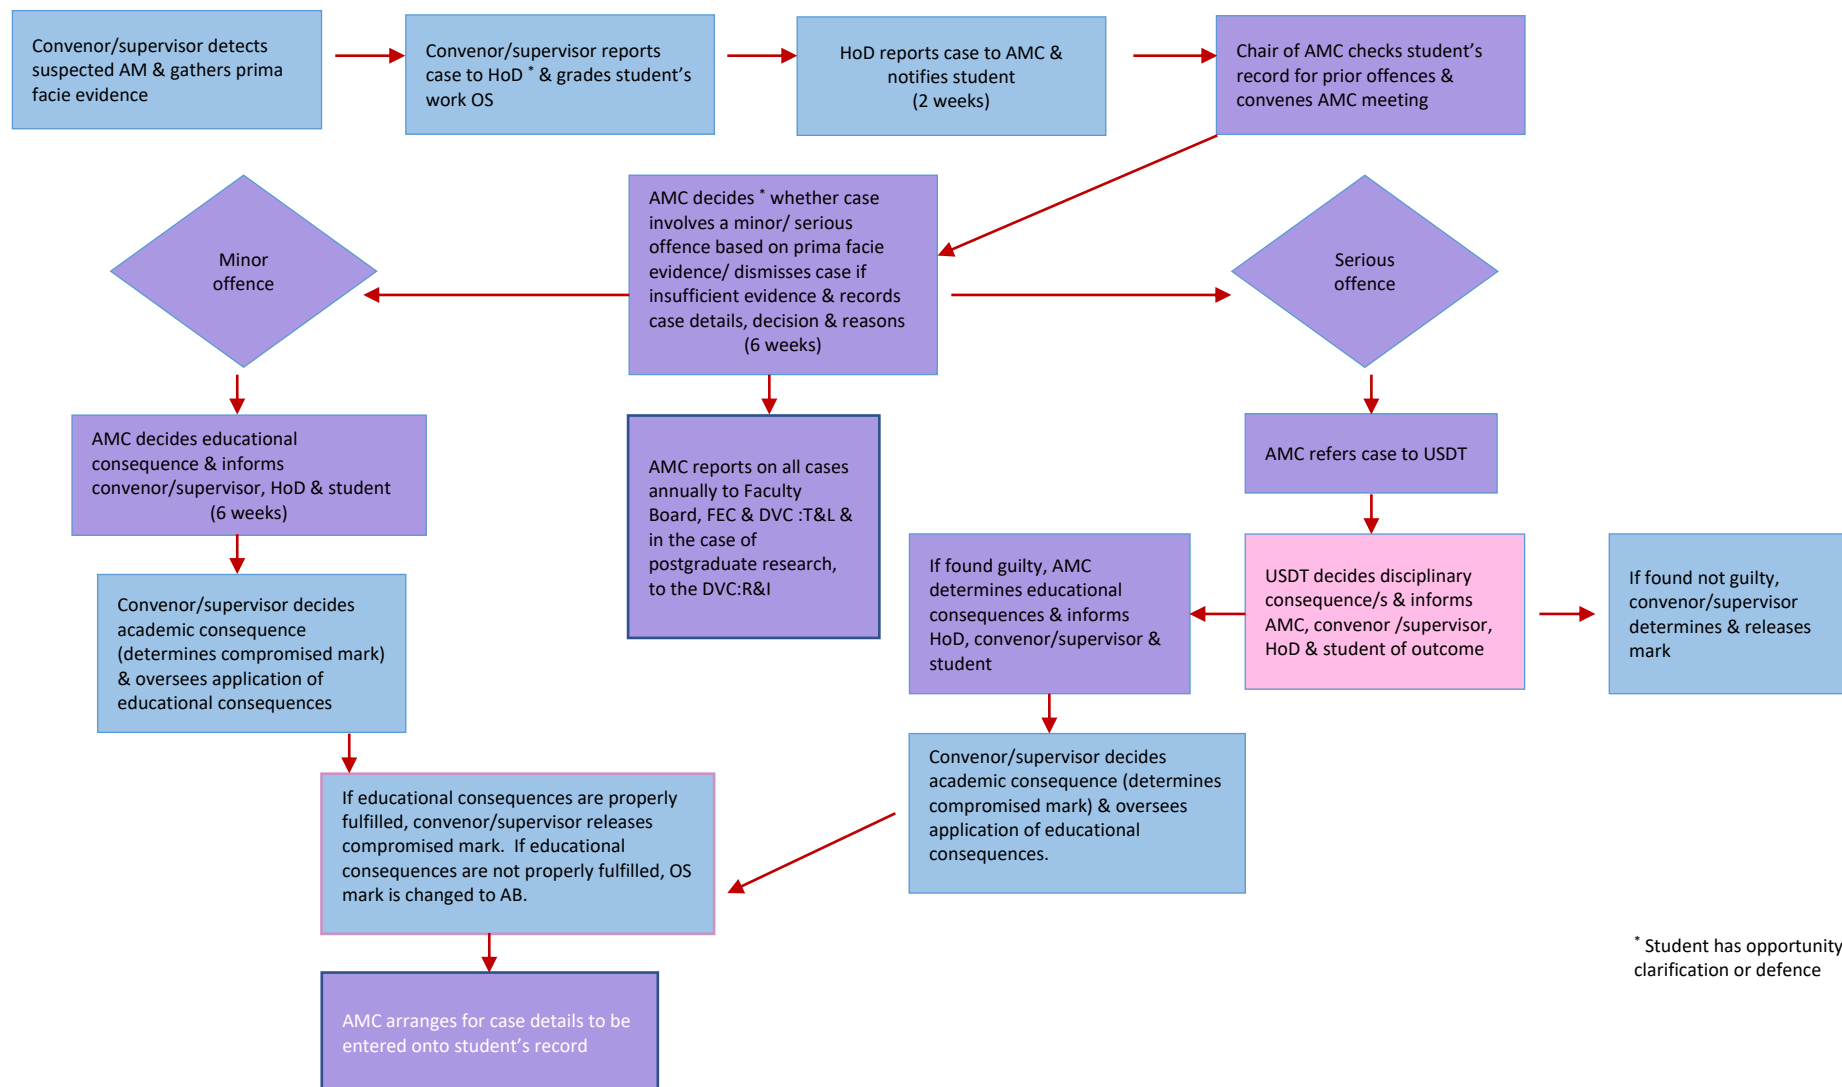 Convenor/supervisor detects
suspected AM & gathers prima
facie evidence
Convenor/supervisor reports
case to HoD * & grades student’s
work OS
HoD reports case to AMC &
notifies student
(2 weeks)
Chair of AMC checks student’s
record for prior offences &
convenes AMC meeting
Minor
offence
AMC decides * whether case
involves a minor/ serious
offence based on prima facie
evidence/ dismisses case if
insufficient evidence & records
case details, decision & reasons
(6 weeks)
Serious
offence
AMC decides educational
consequence & informs
convenor/supervisor, HoD & student
(6 weeks)
AMC reports on all cases
annually to Faculty
Board, FEC & DVC :T&L &
in the case of
postgraduate research,
to the DVC:R&I
AMC refers case to USDT
Convenor/supervisor decides
academic consequence
(determines compromised mark)
& oversees application of
educational consequences
If found guilty, AMC
determines educational
consequences & informs
HoD, convenor/supervisor &
student
USDT decides disciplinary
consequence/s & informs
AMC, convenor /supervisor,
HoD & student of outcome
If found not guilty,
convenor/supervisor
determines & releases
mark
If educational consequences are properly
fulfilled, convenor/supervisor releases
compromised mark.  If educational
consequences are not properly fulfilled, OS
mark is changed to AB.
Convenor/supervisor decides
academic consequence (determines
compromised mark) & oversees
application of educational
consequences.
AMC arranges for case details to be
entered onto student’s record
* Student has opportunity
clarification or defence